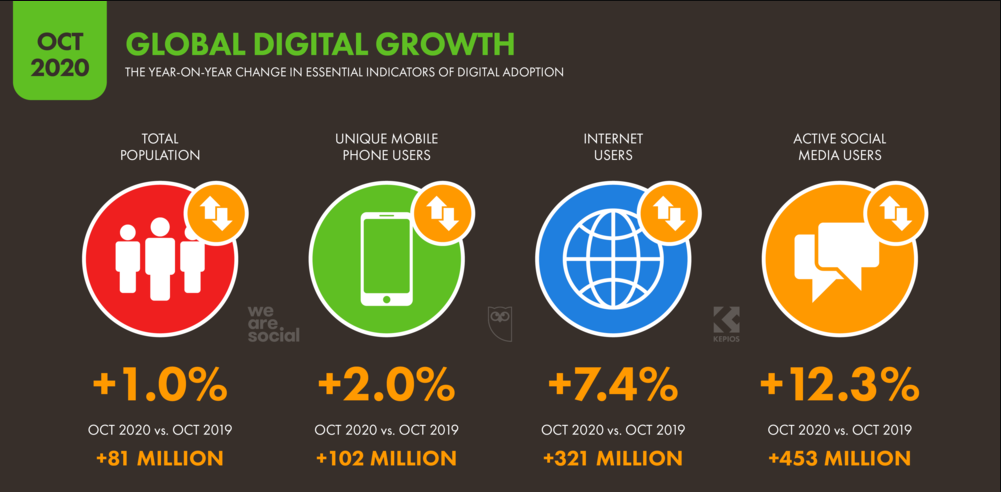 OCT
2020
GLOBAL DIGITAL GROWTH
THE YEAR-ON-YEAR CHANGE IN ESSENTIAL INDICATORS OF DIGITAL ADOPTION
TOTAL
POPULATION
UNIQUE MOBILE
PHONE USERS
INTERNET
USERS
ACTIVE SOCIAL
MEDIA USERS
we
are
social
KEPIOS
+1.0%
+2.0%
+7.4%
+12.3%
OCT 2020 vs. OCT 2019
OCT 2020 vs. OCT 2019
OCT 2020 vs. OCT 2019
OCT 2020 vs. OCT 2019
+81 MILLION
+102 MILLION
+321 MILLION
+453 MILLION